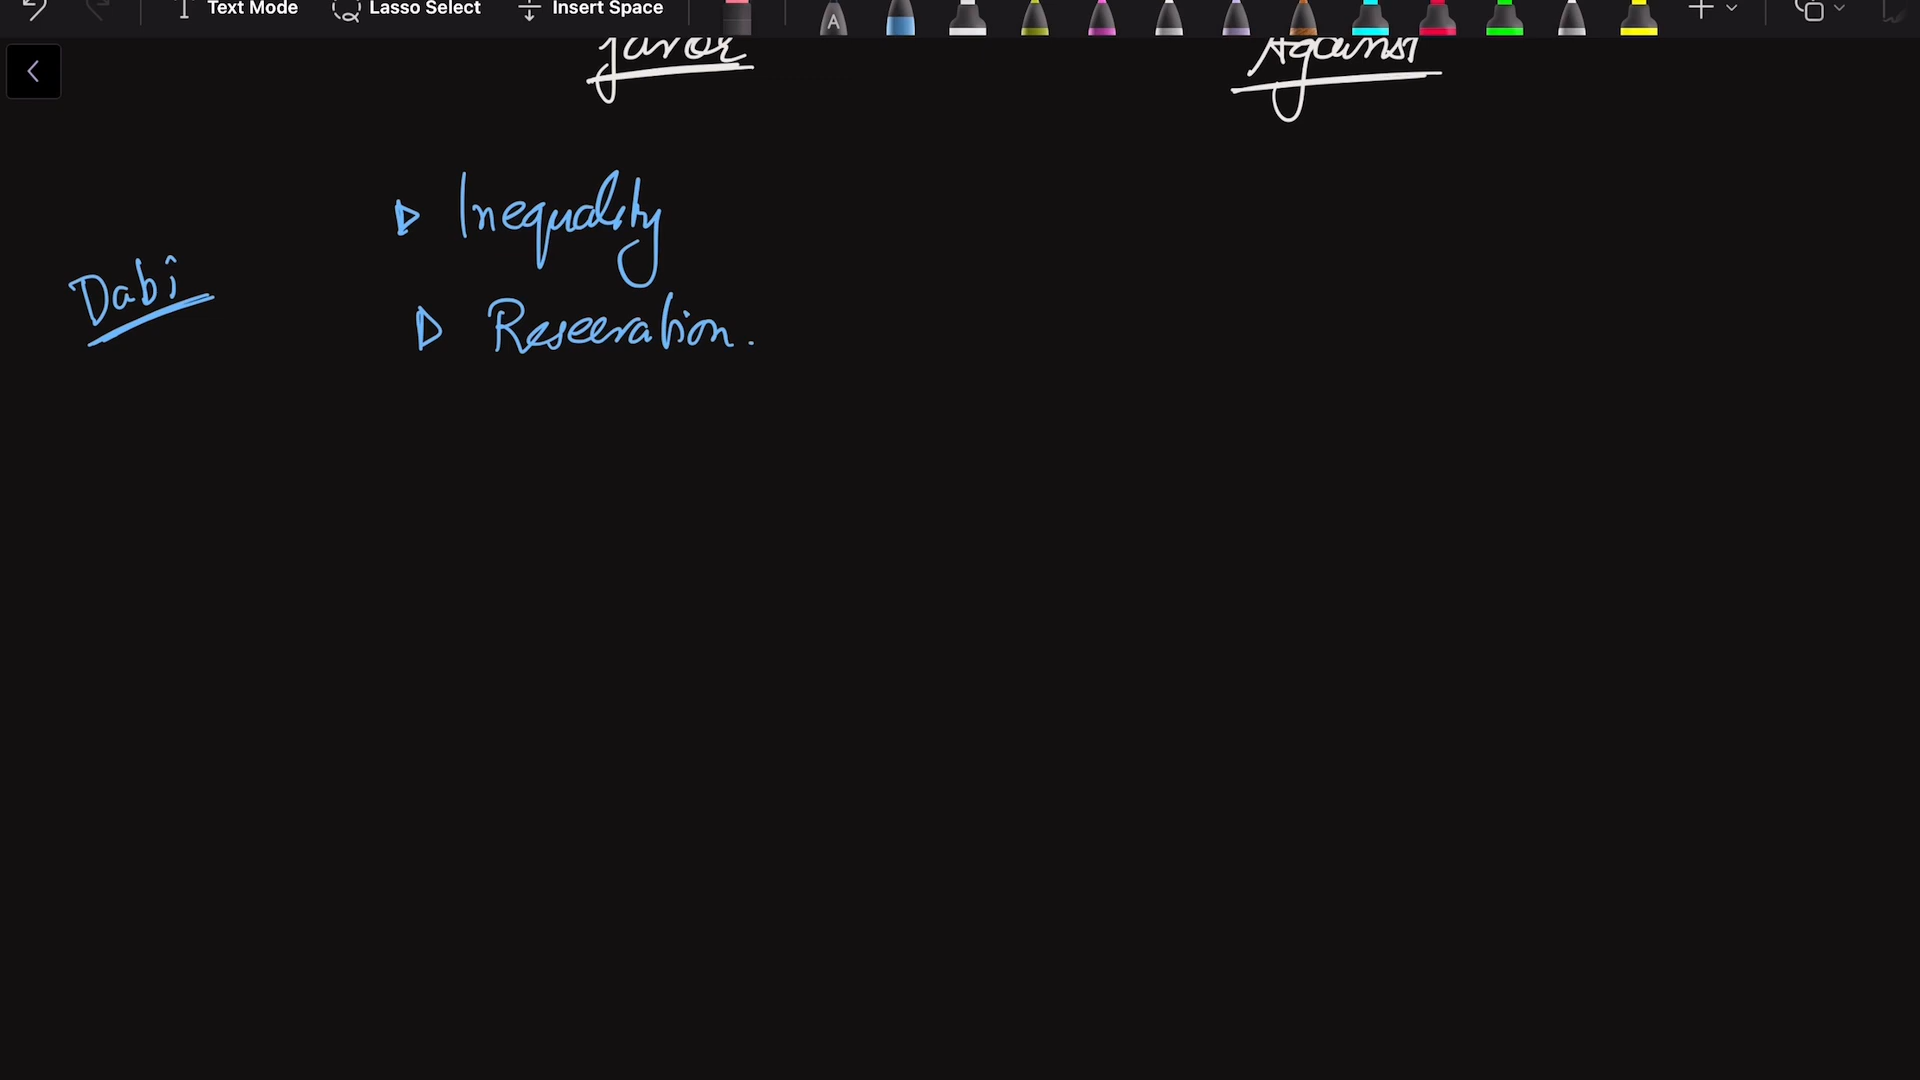 Text Mode Lasso Select Insert Space A
favor Against
Inequality
Dabi
Reseeration.